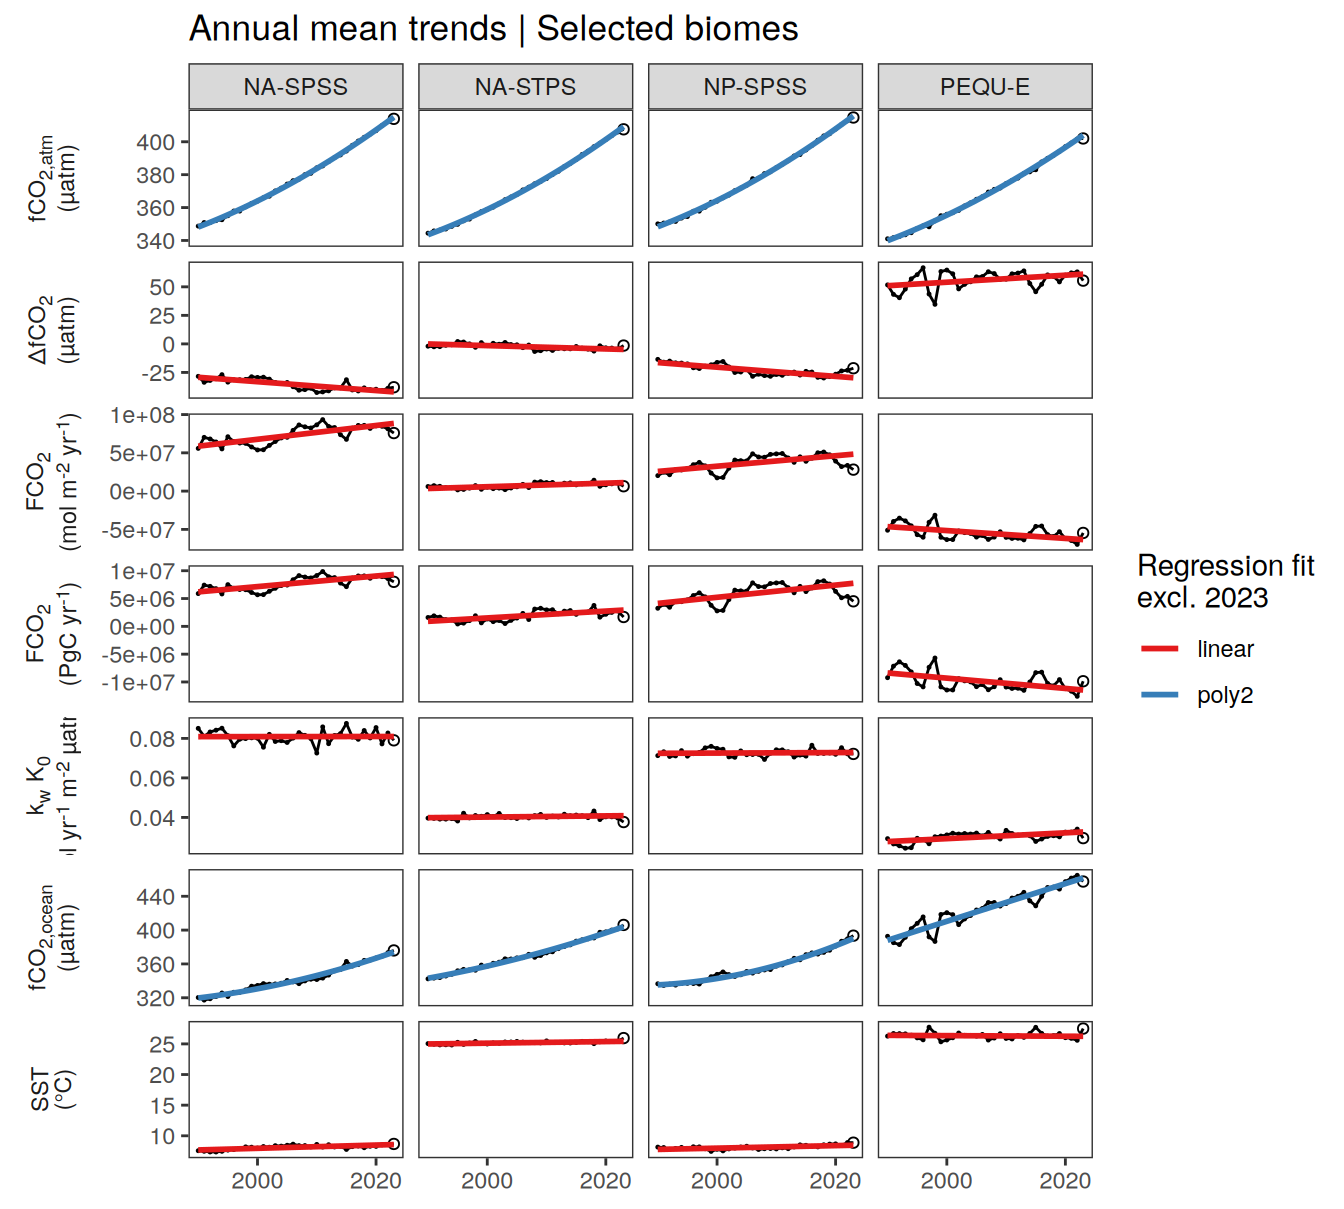 Annual mean trends | Selected biomes
NA-SPSS NA-STPS NP-SPSS PEQU-E
fCO2,atm
(µatm)
400
380
360
340
ΔfCO2
(µatm)
50
25
0
-25
FCO2
(mol m-2 yr-1)
1e+08
5e+07
0e+00
-5e+07
FCO2
(PgC yr-1)
1e+07
5e+06
0e+00
-5e+06
-1e+07
kw K0
yr-1 m-2
0.08
0.06
0.04
fCO2,ocean
(µatm)
440
400
360
320
SST
(°C)
25
20
15
10
2000 2020 2000 2020 2000 2020 2000 2020
Regression fit
excl. 2023
linear
poly2